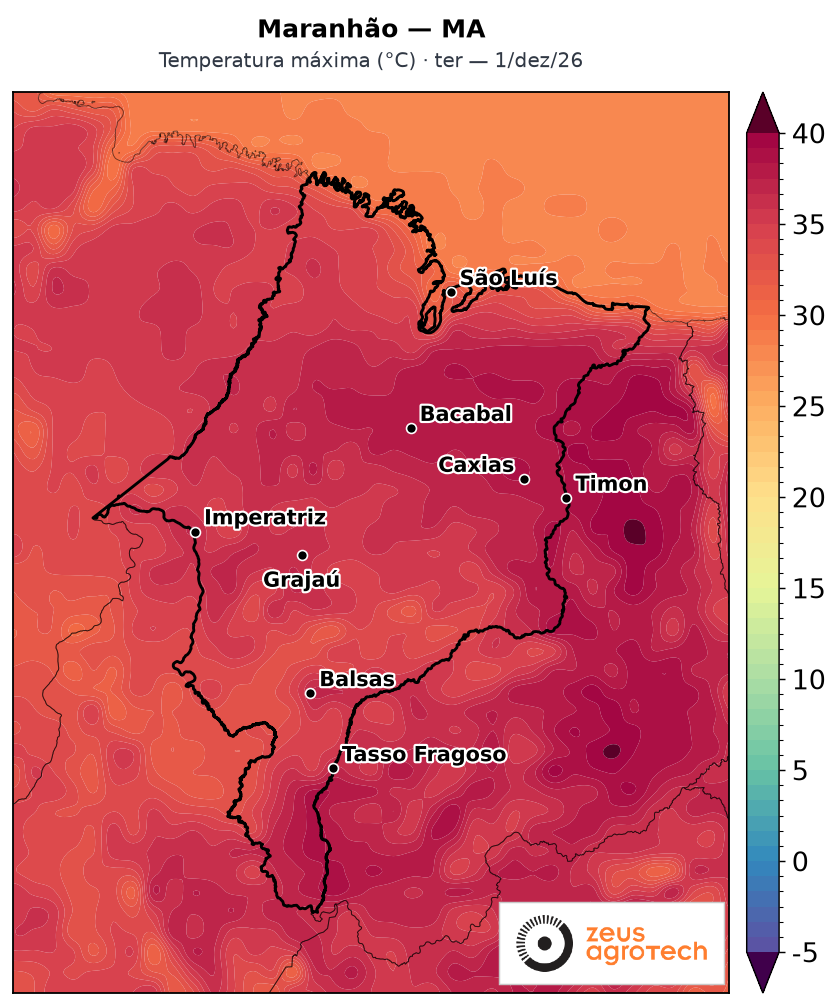 Maranhão — MA
Temperatura máxima (°C) · ter — 1/dez/26
São Luís
Bacabal
Caxias
Timon
Imperatriz
Grajaú
Balsas
Tasso Fragoso
40
35
30
25
20
15
10
5
0
-5
zeus
agrotech